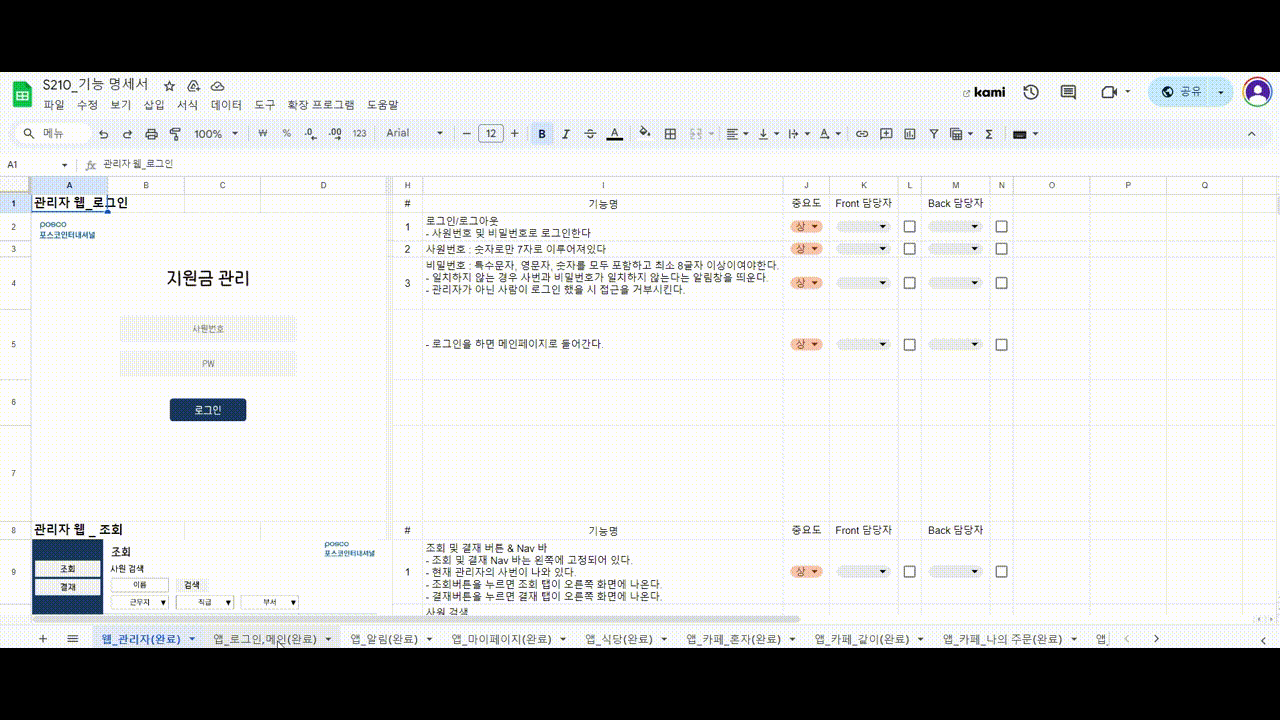 S210_기능 명세서
파일 수정 보기 삽입 서식 데이터 도구 확장 프로그램 도움말
kami
공유
메뉴
100% ₩ % .0 .00 123 Arial 12 B I A
A1 fx 관리자 웹_로그인
A B C D H I J K L M N O P Q
1 관리자 웹_로그인 # 기능명 중요도 Front 담당자 Back 담당자
posco
포스코인터내셔널
지원금 관리
사원번호
PW
로그인
2 1 로그인/로그아웃
- 사원번호 및 비밀번호로 로그인한다
상
3 2 사원번호 : 숫자로만 7자로 이루어져있다 상
4 3 비밀번호 : 특수문자, 영문자, 숫자를 모두 포함하고 최소 8글자 이상이여야한다.
- 일치하지 않는 경우 사번과 비밀번호가 일치하지 않는다는 알림창을 띄운다.
- 관리자가 아닌 사람이 로그인 했을 시 접근을 거부시킨다.
상
5 - 로그인을 하면 메인페이지로 들어간다. 상
6
7
8 관리자 웹 _ 조회 # 기능명 중요도 Front 담당자 Back 담당자
조회
결재
조회
posco
포스코인터내셔널
사원 검색
이름 검색
근무지 직급 부서
9 1 조회 및 결재 버튼 & Nav 바
- 조회 및 결재 Nav 바는 왼쪽에 고정되어 있다.
- 현재 관리자의 사번이 나와 있다.
- 조회버튼을 누르면 조회 탭이 오른쪽 화면에 나온다.
- 결재버튼을 누르면 결재 탭이 오른쪽 화면에 나온다.
상
사원 검색
웹_관리자(완료) 앱_로그인,메인(완료) 앱_알림(완료) 앱_마이페이지(완료) 앱_식당(완료) 앱_카페_혼자(완료) 앱_카페_같이(완료) 앱_카페_나의 주문(완료) 앱_